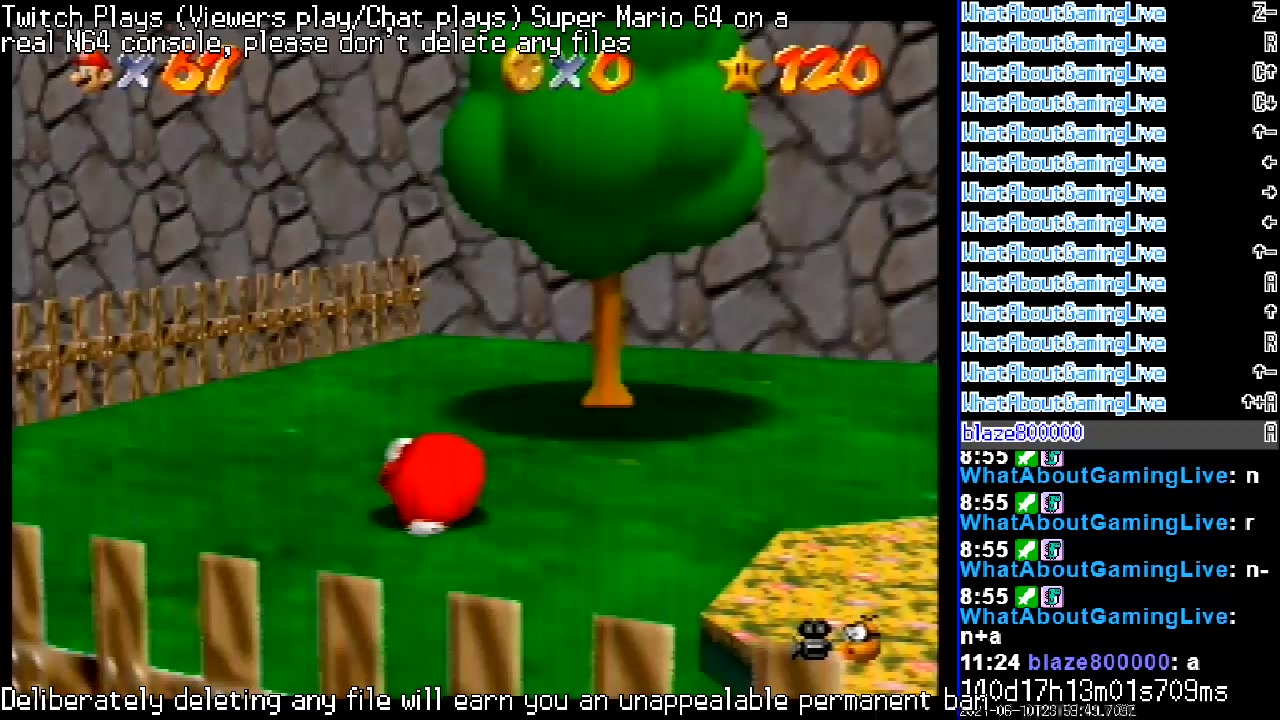 Twitch Plays (Viewers play/Chat plays) Super Mario 64 on a
real N64 console, please don't delete any files
x 67 x 0 120
WhatAboutGamingLive Z-
WhatAboutGamingLive R
WhatAboutGamingLive C↑
WhatAboutGamingLive C↓
WhatAboutGamingLive ↑-
WhatAboutGamingLive ←
WhatAboutGamingLive →
WhatAboutGamingLive ←
WhatAboutGamingLive ↑-
WhatAboutGamingLive A
WhatAboutGamingLive ↑
WhatAboutGamingLive R
WhatAboutGamingLive ↑-
WhatAboutGamingLive ↑+A
blaze800000 A
8:55
WhatAboutGamingLive: n
8:55
WhatAboutGamingLive: r
8:55
WhatAboutGamingLive: n-
8:55
WhatAboutGamingLive:
n+a
11:24 blaze800000: a
140d17h13m01s709ms
Deliberately deleting any file will earn you an unappealable permanent ban.